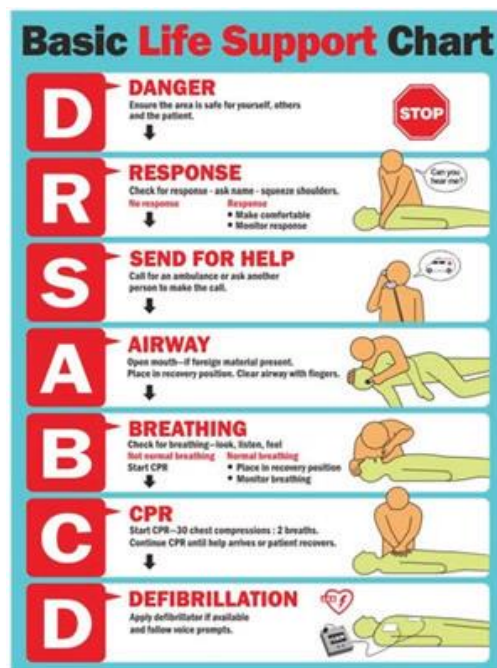 Basic Life Support Chart
D
DANGER
Ensure the area is safe for yourself, others
and the patient.
STOP
R
RESPONSE
Check for response - ask name - squeeze shoulders.
No response
Response
• Make comfortable
• Monitor response
Can you
hear me?
S
SEND FOR HELP
Call for an ambulance or ask another
person to make the call.
A
AIRWAY
Open mouth—if foreign material present.
Place in recovery position. Clear airway with fingers.
B
BREATHING
Check for breathing—look, listen, feel
Not normal breathing
Start CPR
Normal breathing
• Place in recovery position
• Monitor breathing
C
CPR
Start CPR—30 chest compressions : 2 breaths.
Continue CPR until help arrives or patient recovers.
D
DEFIBRILLATION
Apply defibrillator if available
and follow voice prompts.